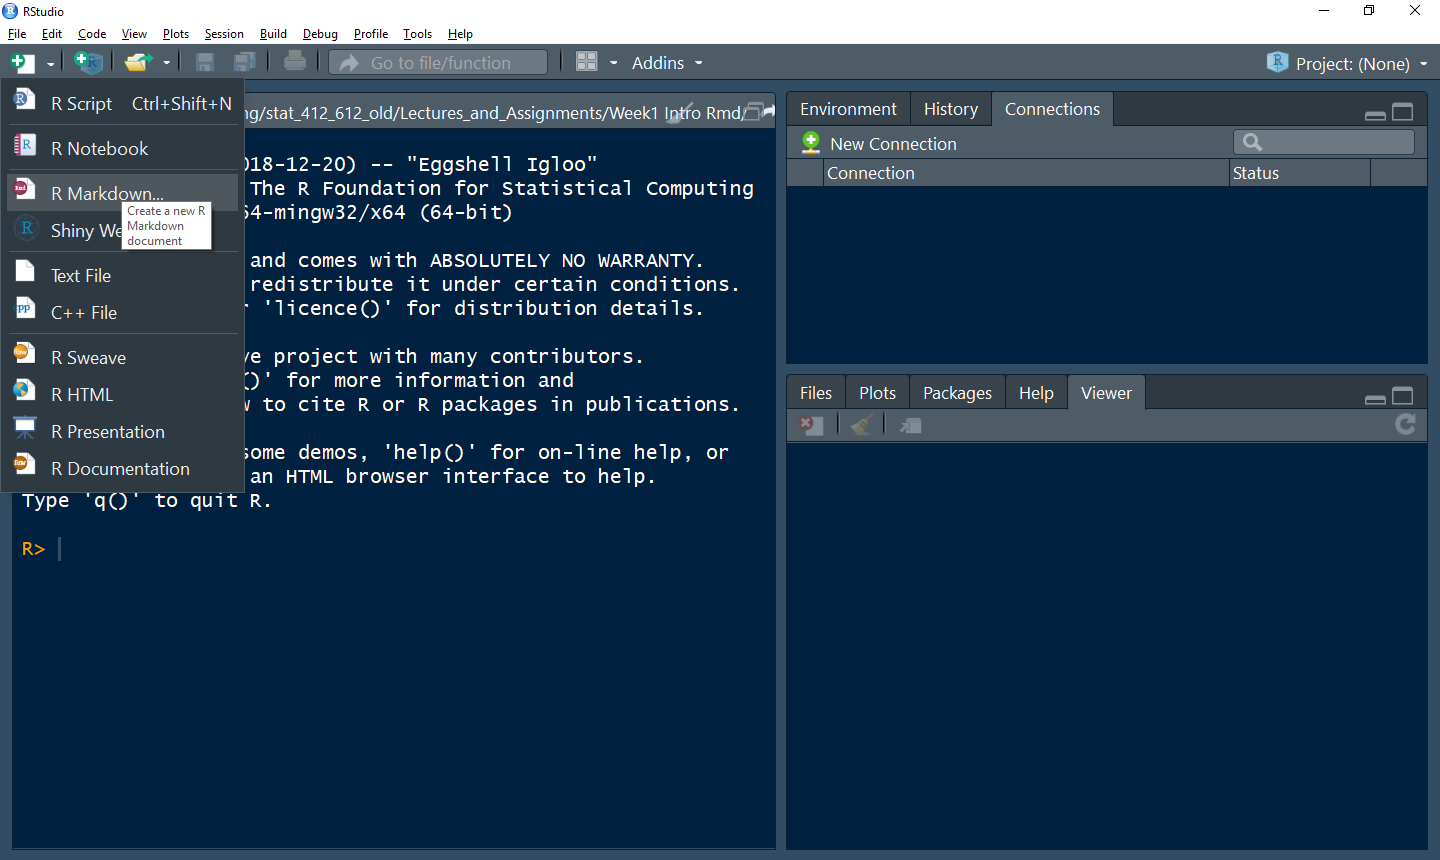 RStudio
File Edit Code View Plots Session Build Debug Profile Tools Help
Go to file/function Addins Project: (None)
R Script Ctrl+Shift+N
R Notebook
R Markdown...
Create a new R
Markdown
document
Shiny We
Text File
C++ File
R Sweave
R HTML
R Presentation
R Documentation
ng/stat_412_612_old/Lectures_and_Assignments/Week1 Intro Rmd/
018-12-20) -- "Eggshell Igloo"
The R Foundation for Statistical Computing
64-mingw32/x64 (64-bit)
and comes with ABSOLUTELY NO WARRANTY.
redistribute it under certain conditions.
'licence()' for distribution details.
ve project with many contributors.
()' for more information and
w to cite R or R packages in publications.
some demos, 'help()' for on-line help, or
an HTML browser interface to help.
Type 'q()' to quit R.
R>
Environment History Connections
New Connection
Connection Status
Files Plots Packages Help Viewer